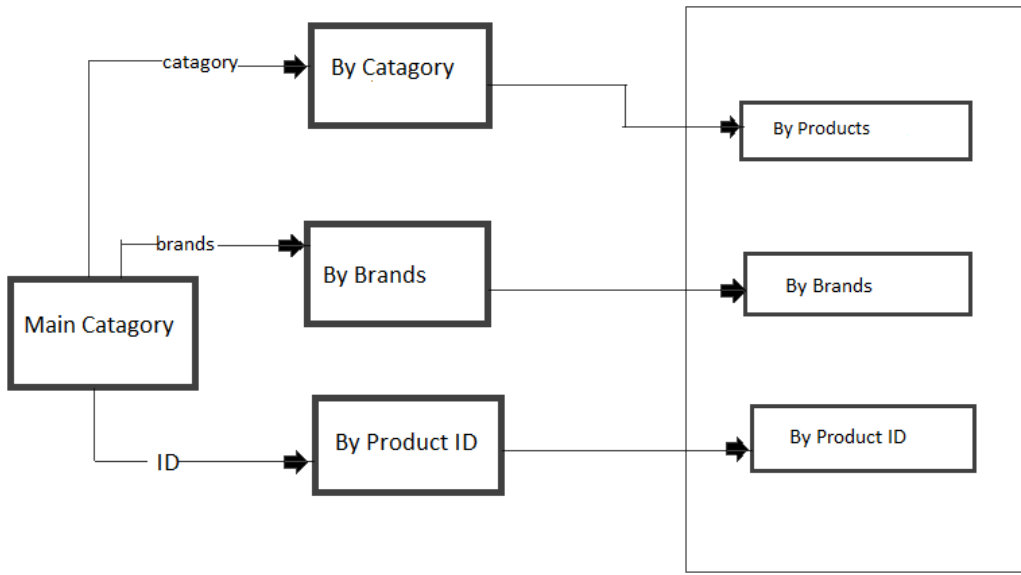 catagory
By Catagory
By Products
brands
By Brands
By Brands
Main Catagory
ID
By Product ID
By Product ID